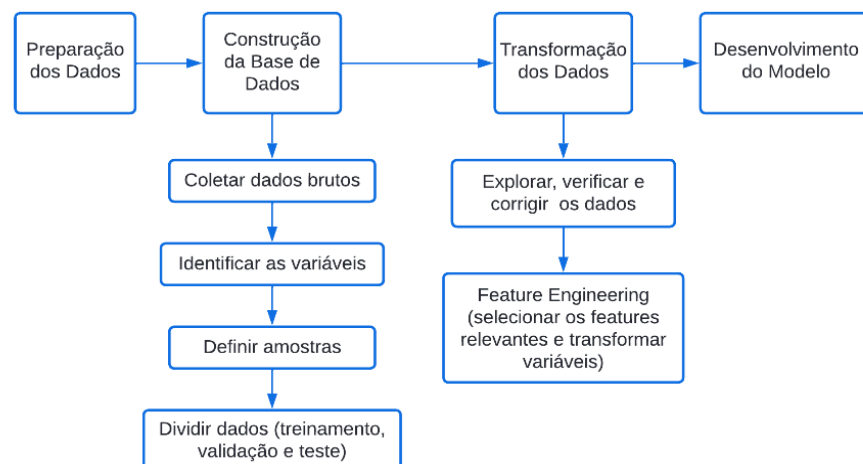 Preparação
dos Dados
Construção
da Base de
Dados
Transformação
dos Dados
Desenvolvimento
do Modelo
Coletar dados brutos
Identificar as variáveis
Definir amostras
Dividir dados (treinamento,
validação e teste)
Explorar, verificar e
corrigir os dados
Feature Engineering
(selecionar os features
relevantes e transformar
variáveis)